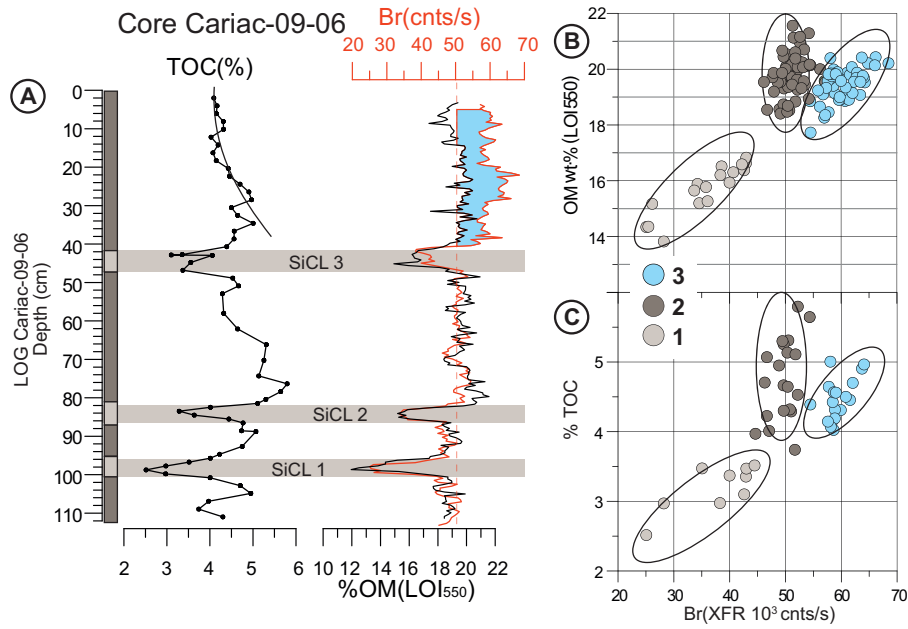 Core Cariac-09-06
Br(cnts/s)
20 30 40 50 60 70
TOC(%)
A
LOG Cariac-09-06
Depth (cm)
0
10
20
30
40
50
60
70
80
90
100
110
SiCL 3
SiCL 2
SiCL 1
2 3 4 5 6
10 12 14 16 18 20 22
%OM(LOI550)
B
OM wt-% (LOI550)
22
20
18
16
14
3
2
1
C
% TOC
5
4
3
2
20 30 40 50 60 70
Br(XFR 10³ cnts/s)